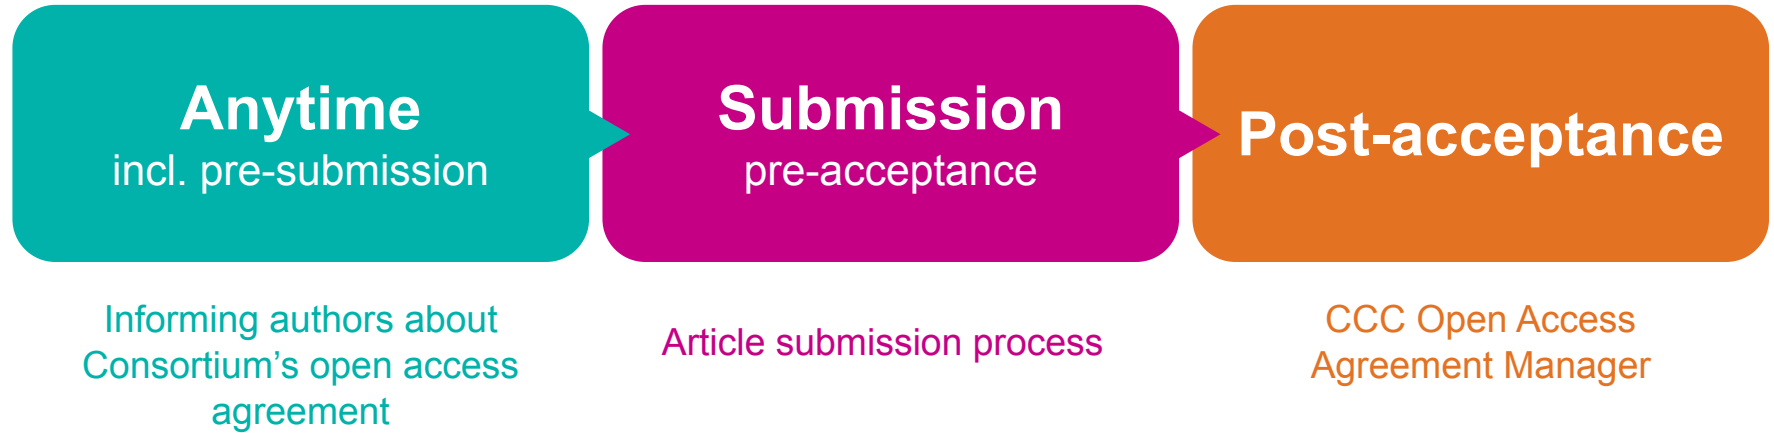 Anytime
incl. pre-submission
Submission
pre-acceptance
Post-acceptance
Informing authors about
Consortium's open access
agreement
Article submission process
CCC Open Access
Agreement Manager